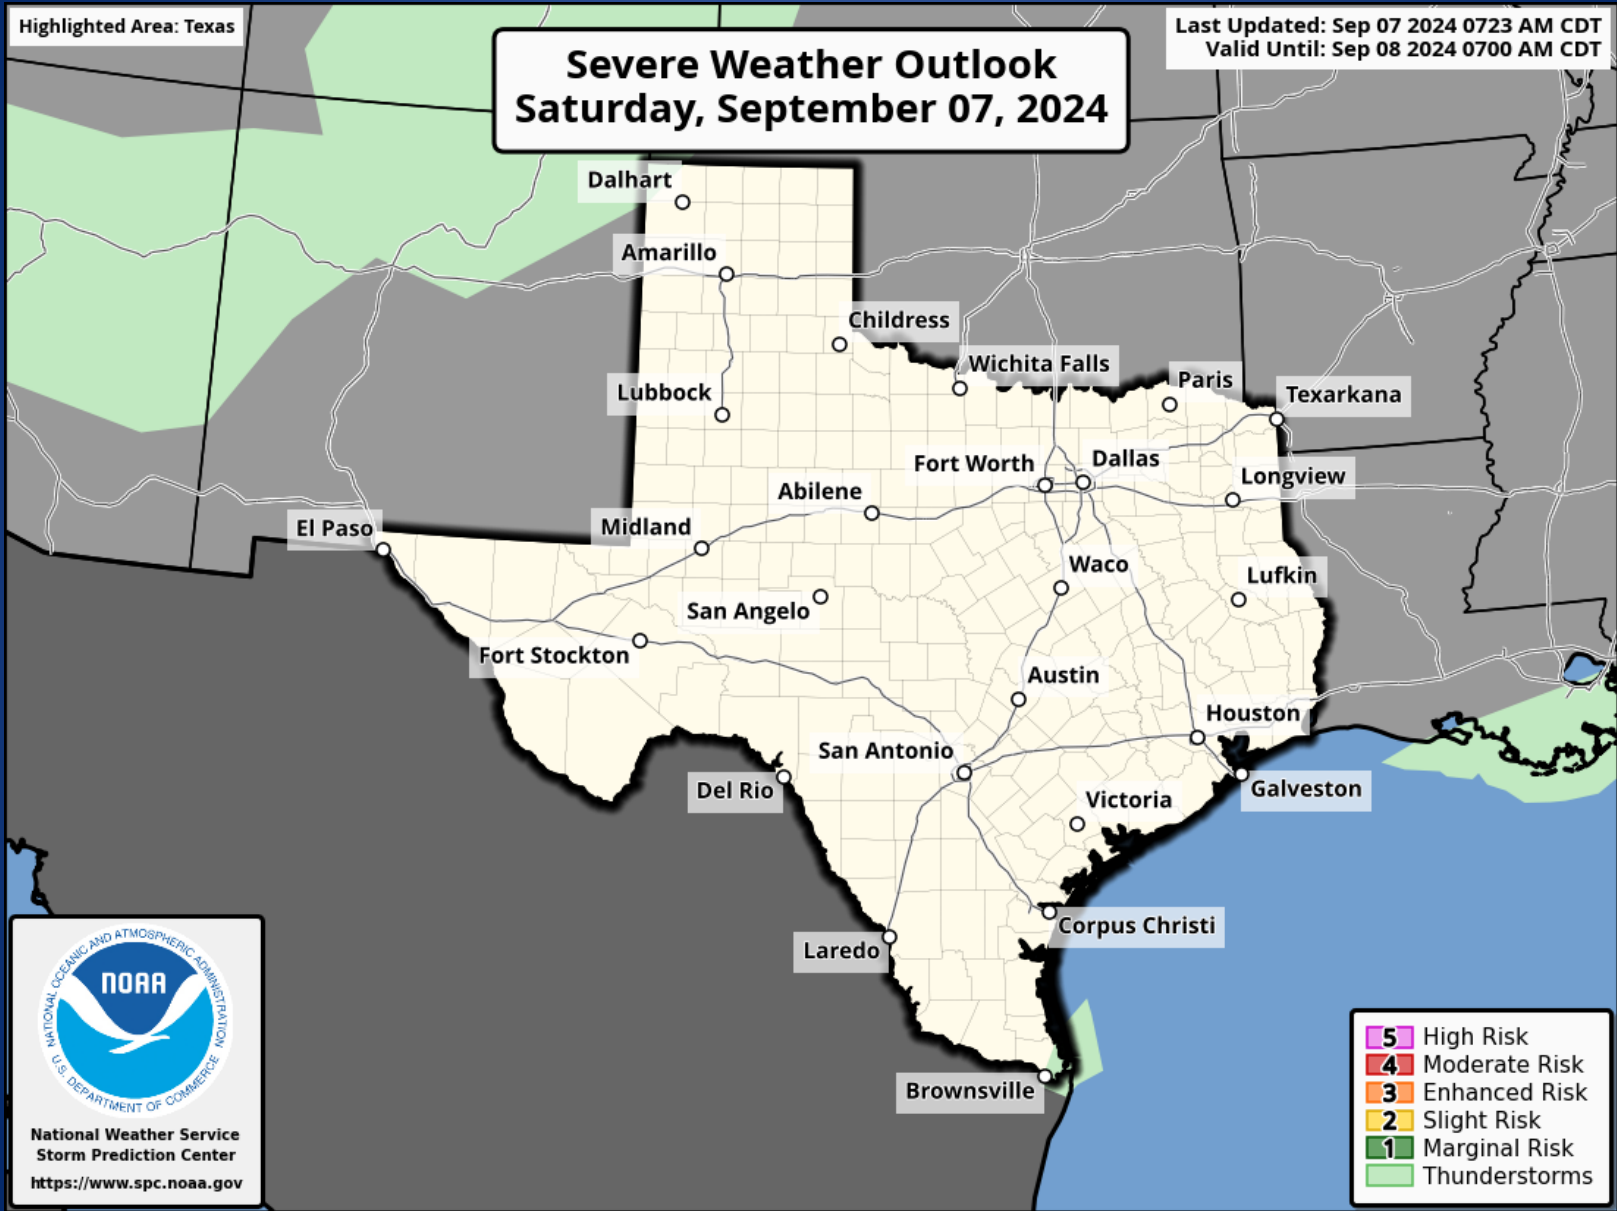 Highlighted Area: Texas
Severe Weather Outlook
Saturday, September 07, 2024
Last Updated: Sep 07 2024 0723 AM CDT
Valid Until: Sep 08 2024 0700 AM CDT
Dalhart
Amarillo
Childress
Wichita Falls
Paris
Texarkana
Lubbock
Fort Worth
Dallas
Longview
Abilene
Midland
El Paso
Waco
Lufkin
San Angelo
Fort Stockton
Austin
Houston
San Antonio
Del Rio
Galveston
Victoria
Corpus Christi
Laredo
Brownsville
NATIONAL OCEANIC AND ATMOSPHERIC ADMINISTRATION
NOAA
U.S. DEPARTMENT OF COMMERCE
National Weather Service
Storm Prediction Center
https://www.spc.noaa.gov
5 High Risk
4 Moderate Risk
3 Enhanced Risk
2 Slight Risk
1 Marginal Risk
Thunderstorms